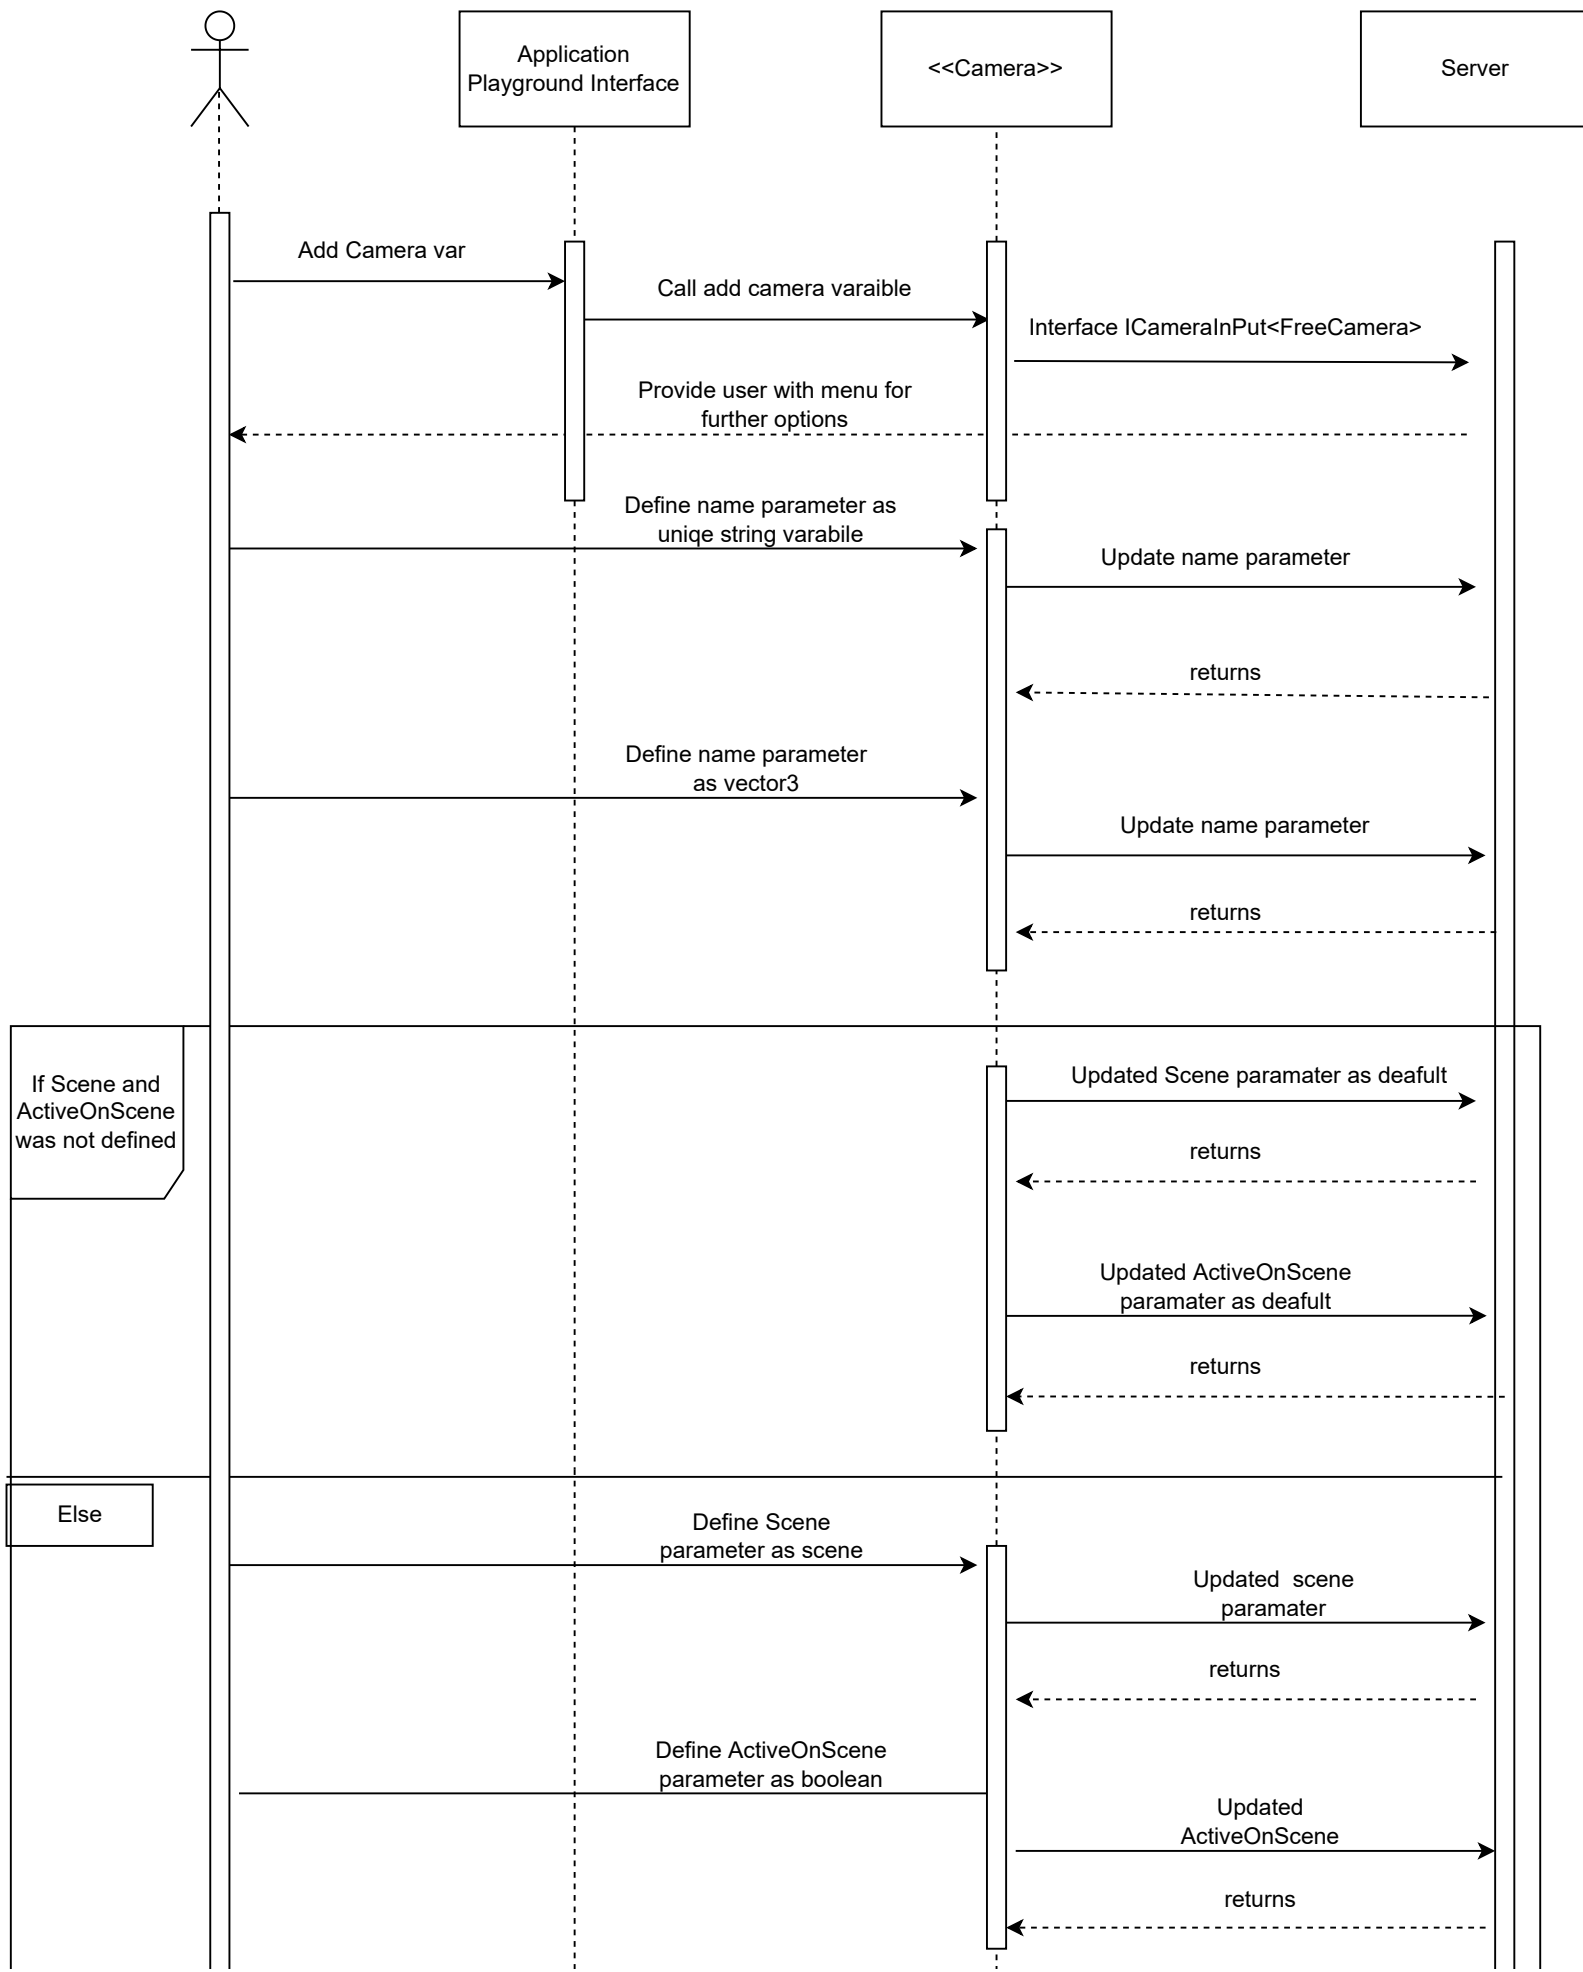 Application
Playground Interface
<<Camera>>
Server
Add Camera var
Call add camera varaible
Interface ICameraInPut<FreeCamera>
Provide user with menu for
further options
Define name parameter as
uniqe string varabile
Update name parameter
returns
Define name parameter
as vector3
Update name parameter
returns
If Scene and
ActiveOnScene
was not defined
Updated Scene paramater as deafult
returns
Updated ActiveOnScene
paramater as deafult
returns
Else
Define Scene
parameter as scene
Updated  scene
paramater
returns
Define ActiveOnScene
parameter as boolean
Updated
ActiveOnScene
returns